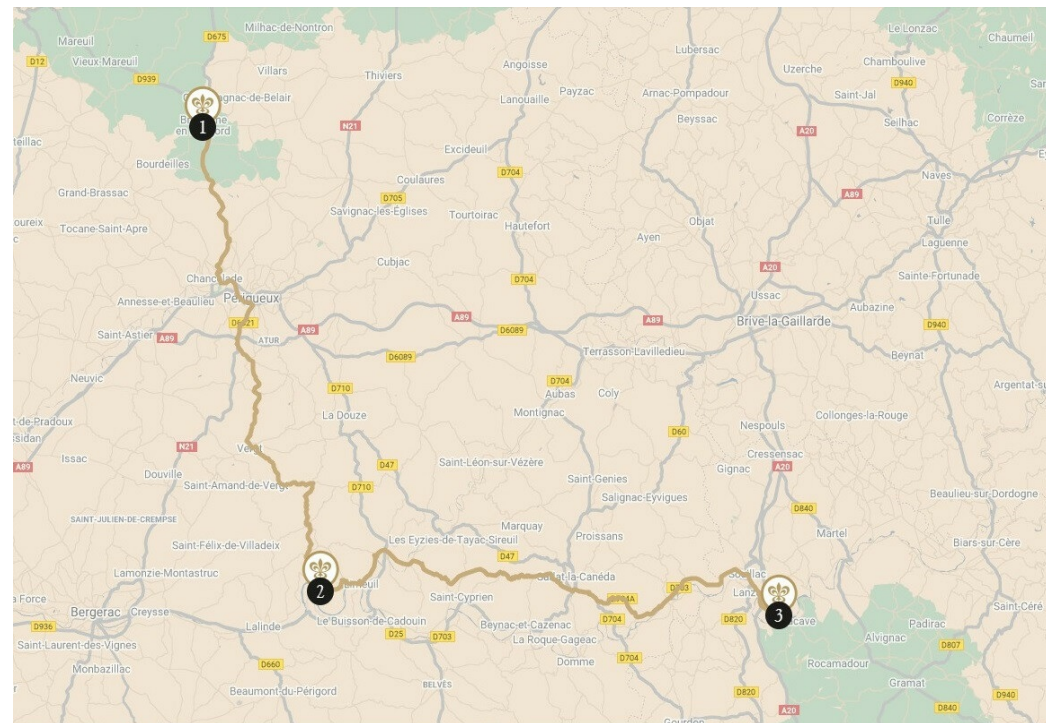 D675
Milhac-de-Nontron
Mareuil
D12
Vieux-Mareuil
D939
Villars
Thiviers
Angoisse
Lanouaille
Payzac
Lubersac
Arnac-Pompadour
Beyssac
Uzerche
Le Lonzac
Chamboulive
D940
Chaumeil
Saint-Jal
Seilhac
Corrèze
1
N21
A20
Bourdeilles
Excideuil
D704
Coulaures
D705
Grand-Brassac
Savignac-les-Églises
Tourtoirac
Hautefort
Objat
A89
Naves
Tulle
Tocane-Saint-Apre
Ayen
Laguenne
Cubjac
D704
A20
Sainte-Fortunade
Annesse-et-Beaulieu
Périgueux
Ussac
Aubazine
A89
A89
Brive-la-Gaillarde
D940
Saint-Astier
A89
ATUR
A89
D6089
D6089
Terrasson-Lavilledieu
Beynat
Neuvic
D710
D704
Aubas
Coly
La Douze
Montignac
Collonges-la-Rouge
Nespouls
D60
N21
Issac
A89
Saint-Léon-sur-Vézère
Cressensac
Gignac
A20
D47
Douville
Saint-Amand-de-Vergt
D710
Saint-Genies
Salignac-Eyvigues
Beaulieu-sur-Dordogne
D840
SAINT-JULIEN-DE-CREMPSE
Marquay
Proissans
Martel
Saint-Félix-de-Villadeix
Les Eyzies-de-Tayac-Sireuil
D47
Biars-sur-Cère
Lamonzie-Montastruc
2
Saint-Cyprien
D703
3
Saint-Céré
La Force
Bergerac
Creysse
D936
Lalinde
Le Buisson-de-Cadouin
D25
D703
Beynac-et-Cazenac
La Roque-Gageac
D704
D820
Padirac
Alvignac
D807
Saint-Laurent-des-Vignes
Monbazillac
D660
Domme
D704
Rocamadour
Gramat
Beaumont-du-Périgord
BELVÈS
D820
A20
D840
D940